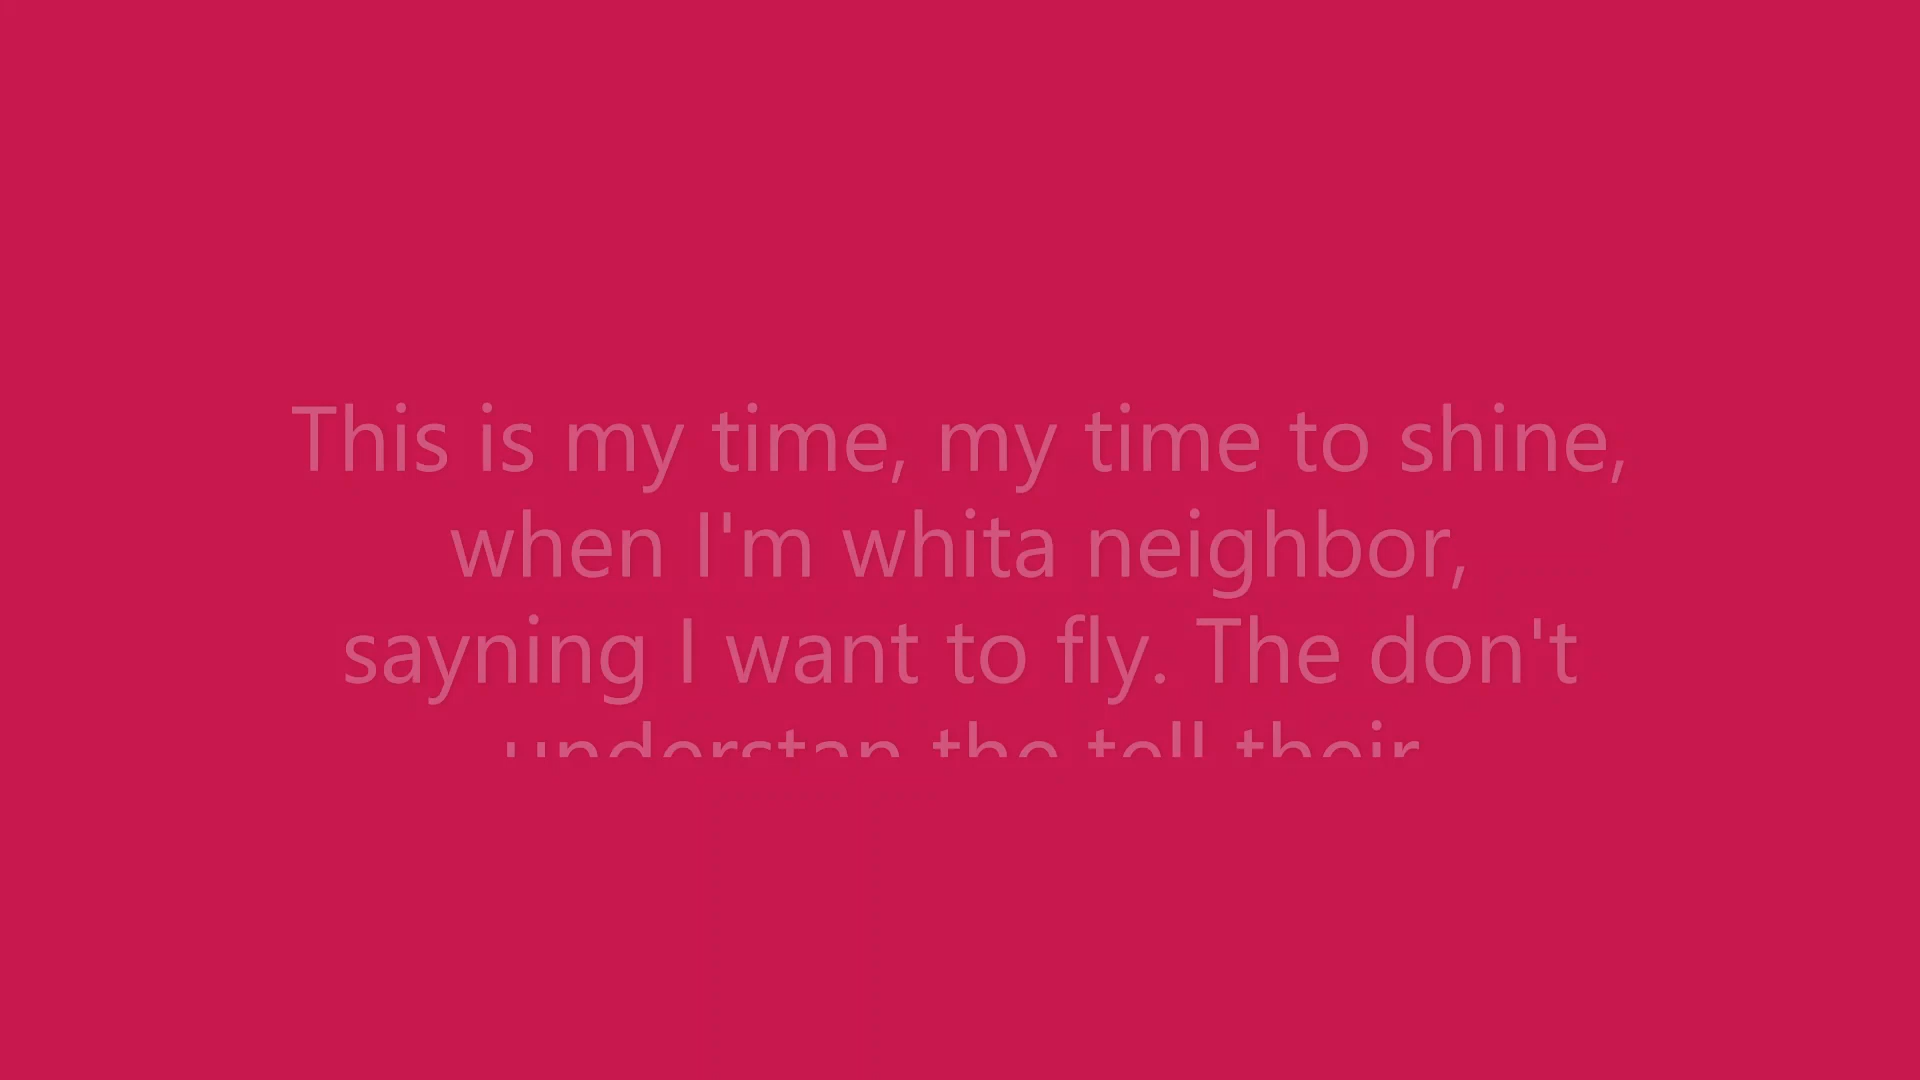 This is my time, my time to shine,
when I'm whita neighbor,
sayning I want to fly. The don't
understan the tell their